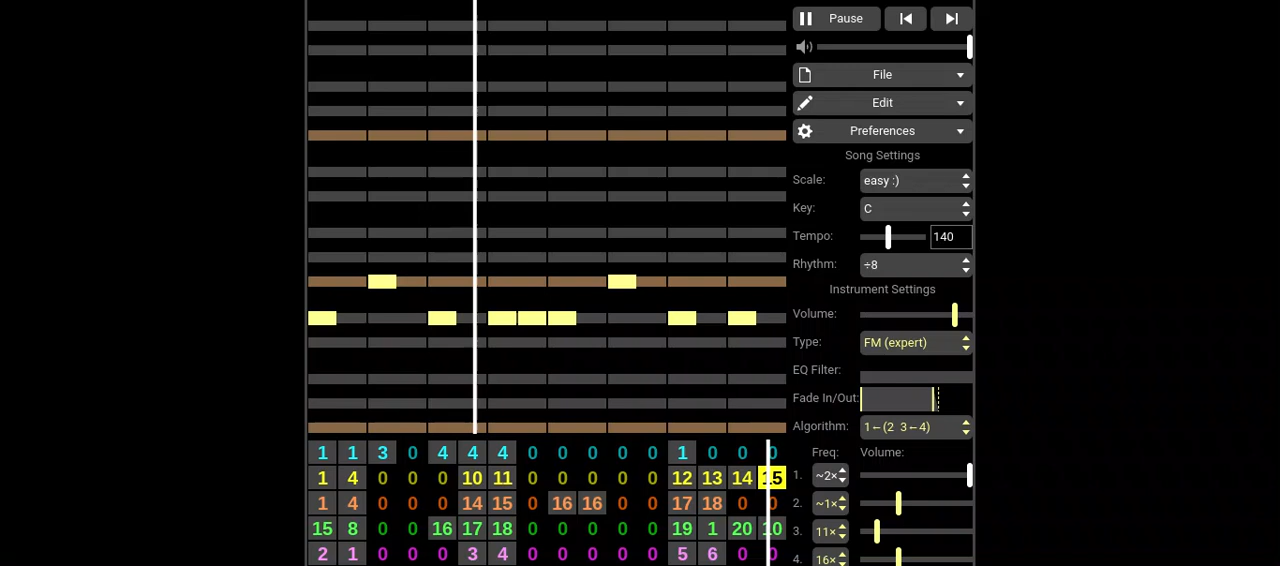 Pause
File
Edit
Preferences
Song Settings
Scale: easy :)
Key: C
Tempo: 140
Rhythm: ÷8
Instrument Settings
Volume:
Type: FM (expert)
EQ Filter:
Fade In/Out:
Algorithm: 1←(2 3←4)
Freq: Volume:
1. ~2×
2. ~1×
3. 11×
4. 16×
1 1 3 0 4 4 4 0 0 0 0 0 1 0 0 0
1 4 0 0 0 10 11 0 0 0 0 0 12 13 14 15
1 4 0 0 0 14 15 0 16 16 0 0 17 18 0 0
15 8 0 0 16 17 18 0 0 0 0 0 19 1 20 10
2 1 0 0 0 3 4 0 0 0 0 0 5 6 0 0